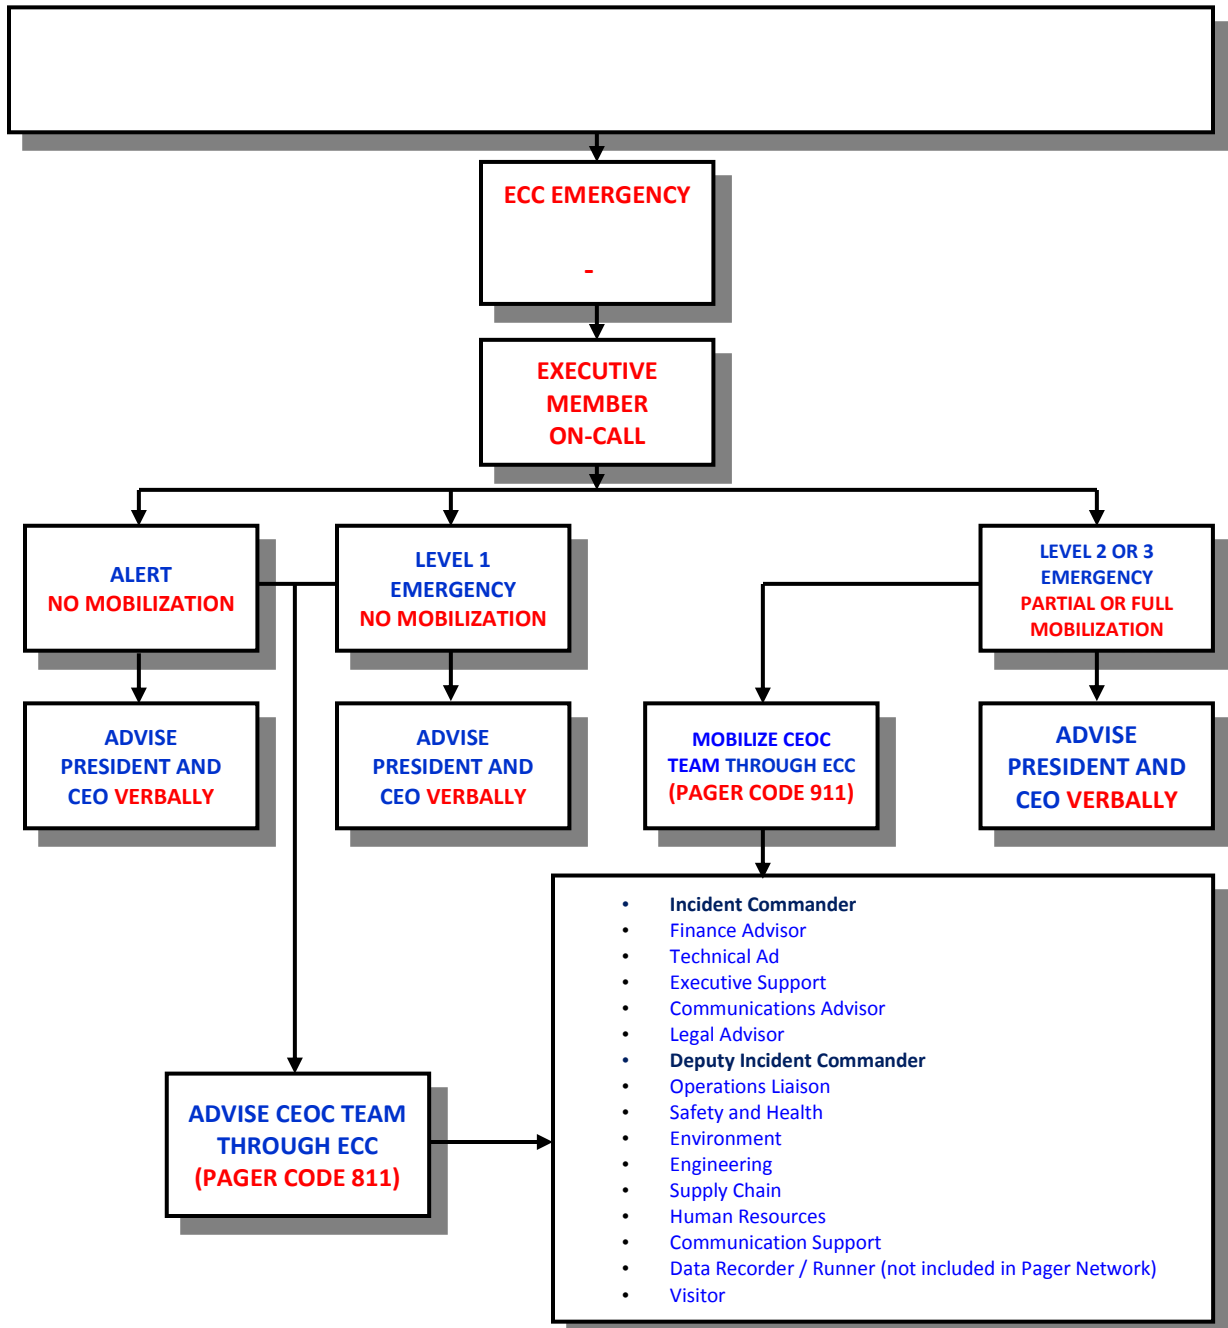 ECC EMERGENCY
-
EXECUTIVE
MEMBER
ON-CALL
ALERT
NO MOBILIZATION
LEVEL 1
EMERGENCY
NO MOBILIZATION
LEVEL 2 OR 3
EMERGENCY
PARTIAL OR FULL
MOBILIZATION
ADVISE
PRESIDENT AND
CEO VERBALLY
ADVISE
PRESIDENT AND
CEO VERBALLY
MOBILIZE CEOC
TEAM THROUGH ECC
(PAGER CODE 911)
ADVISE
PRESIDENT AND
CEO VERBALLY
• Incident Commander
• Finance Advisor
• Technical Ad
• Executive Support
• Communications Advisor
• Legal Advisor
• Deputy Incident Commander
• Operations Liaison
• Safety and Health
• Environment
• Engineering
• Supply Chain
• Human Resources
• Communication Support
• Data Recorder / Runner (not included in Pager Network)
• Visitor
ADVISE CEOC TEAM
THROUGH ECC
(PAGER CODE 811)